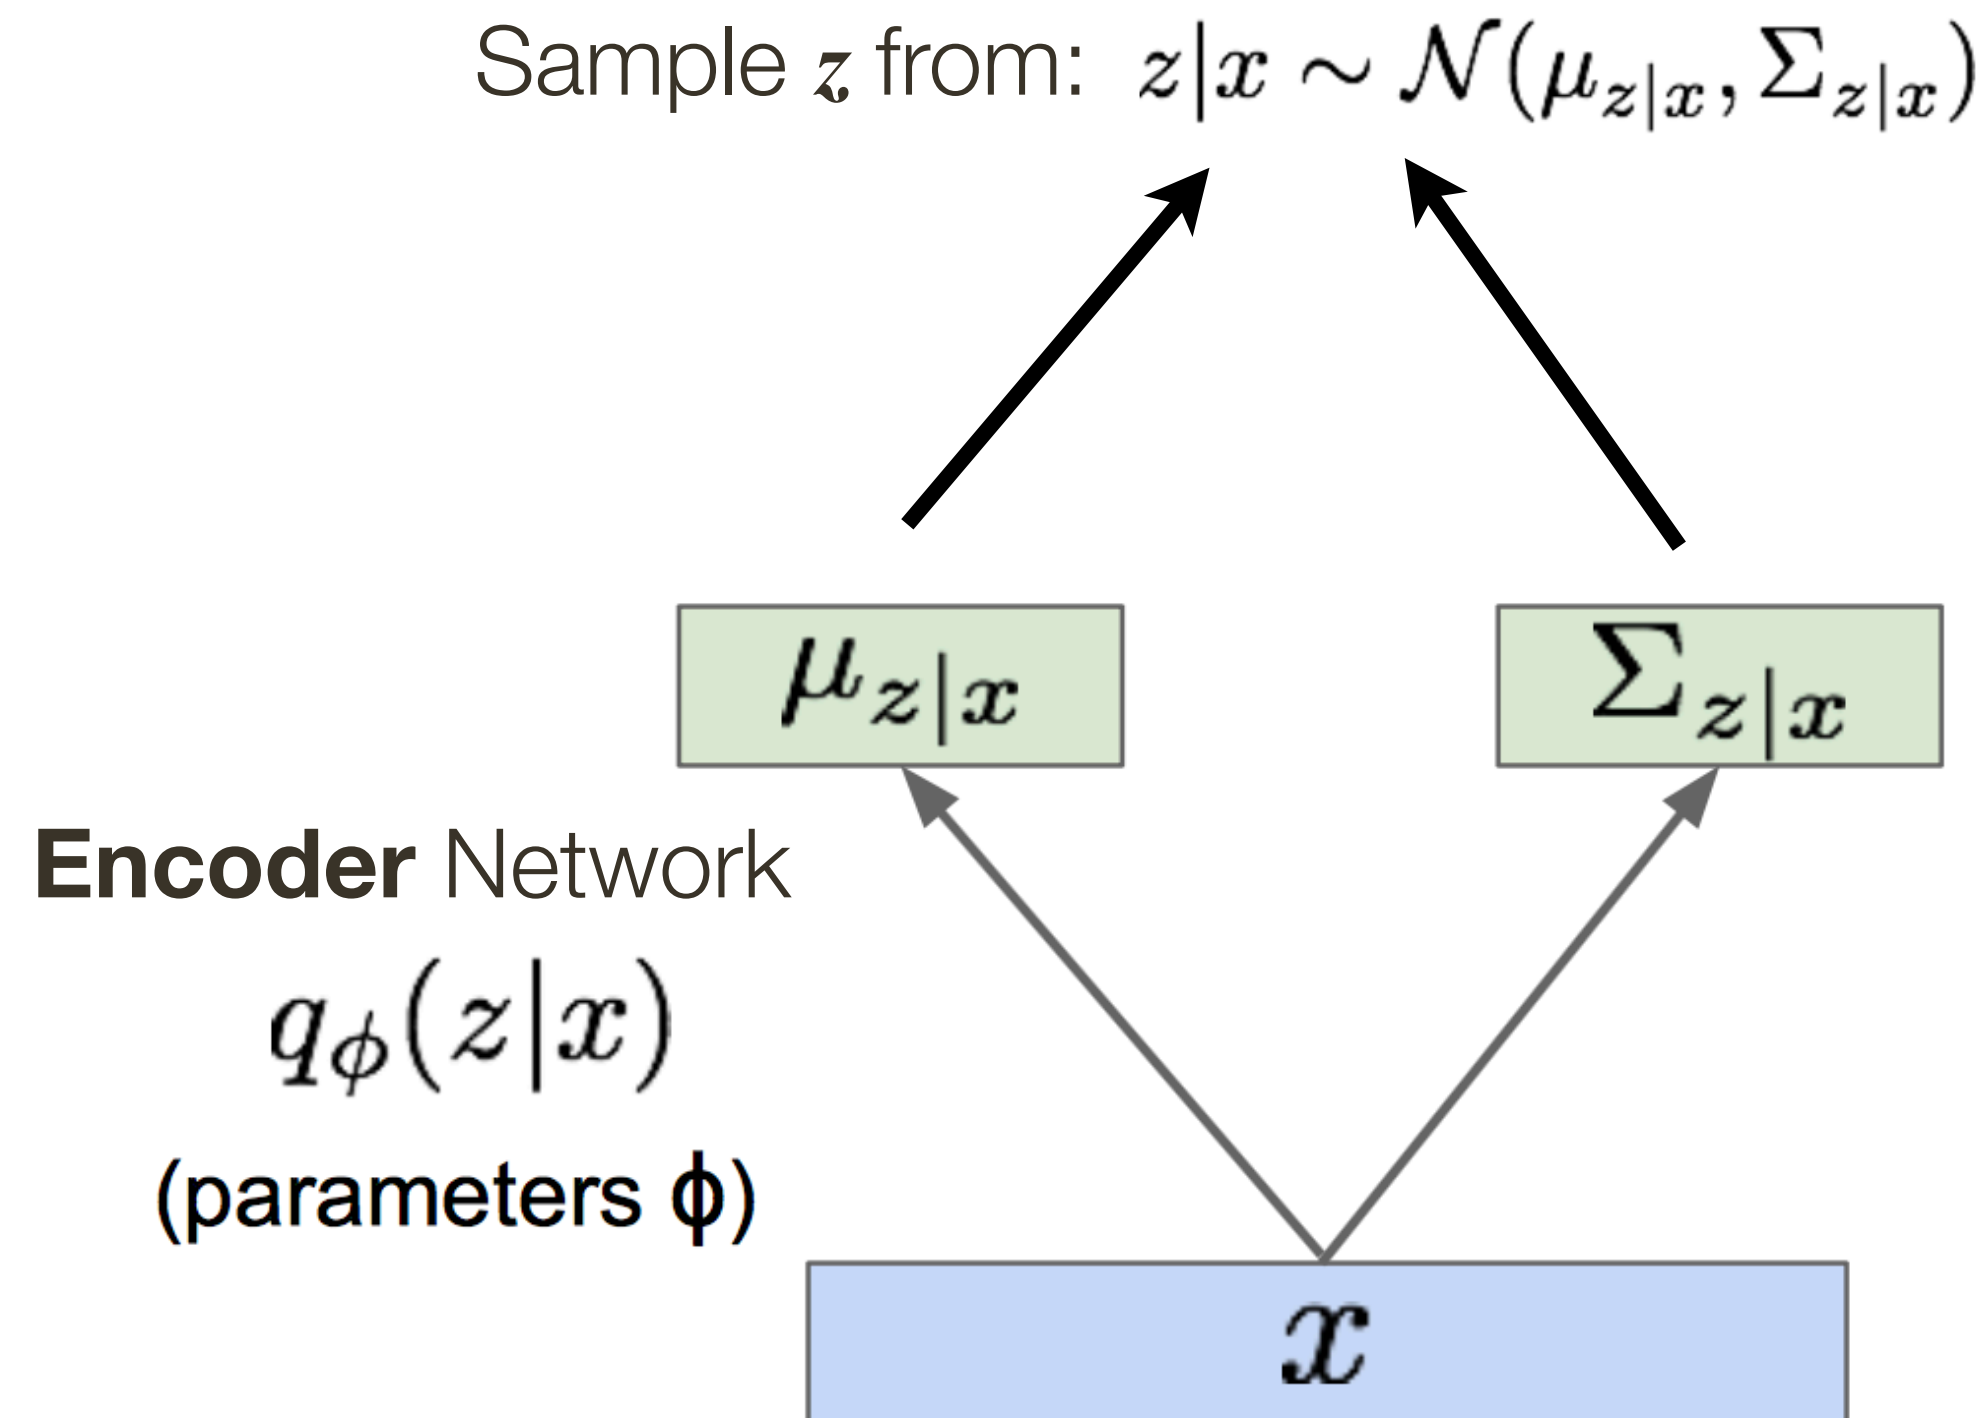 Sample z from: z|x ~ 𝒩(μ_{z|x}, Σ_{z|x})
μ_{z|x}
Σ_{z|x}
Encoder Network
q_ϕ(z|x)
(parameters ϕ)
x